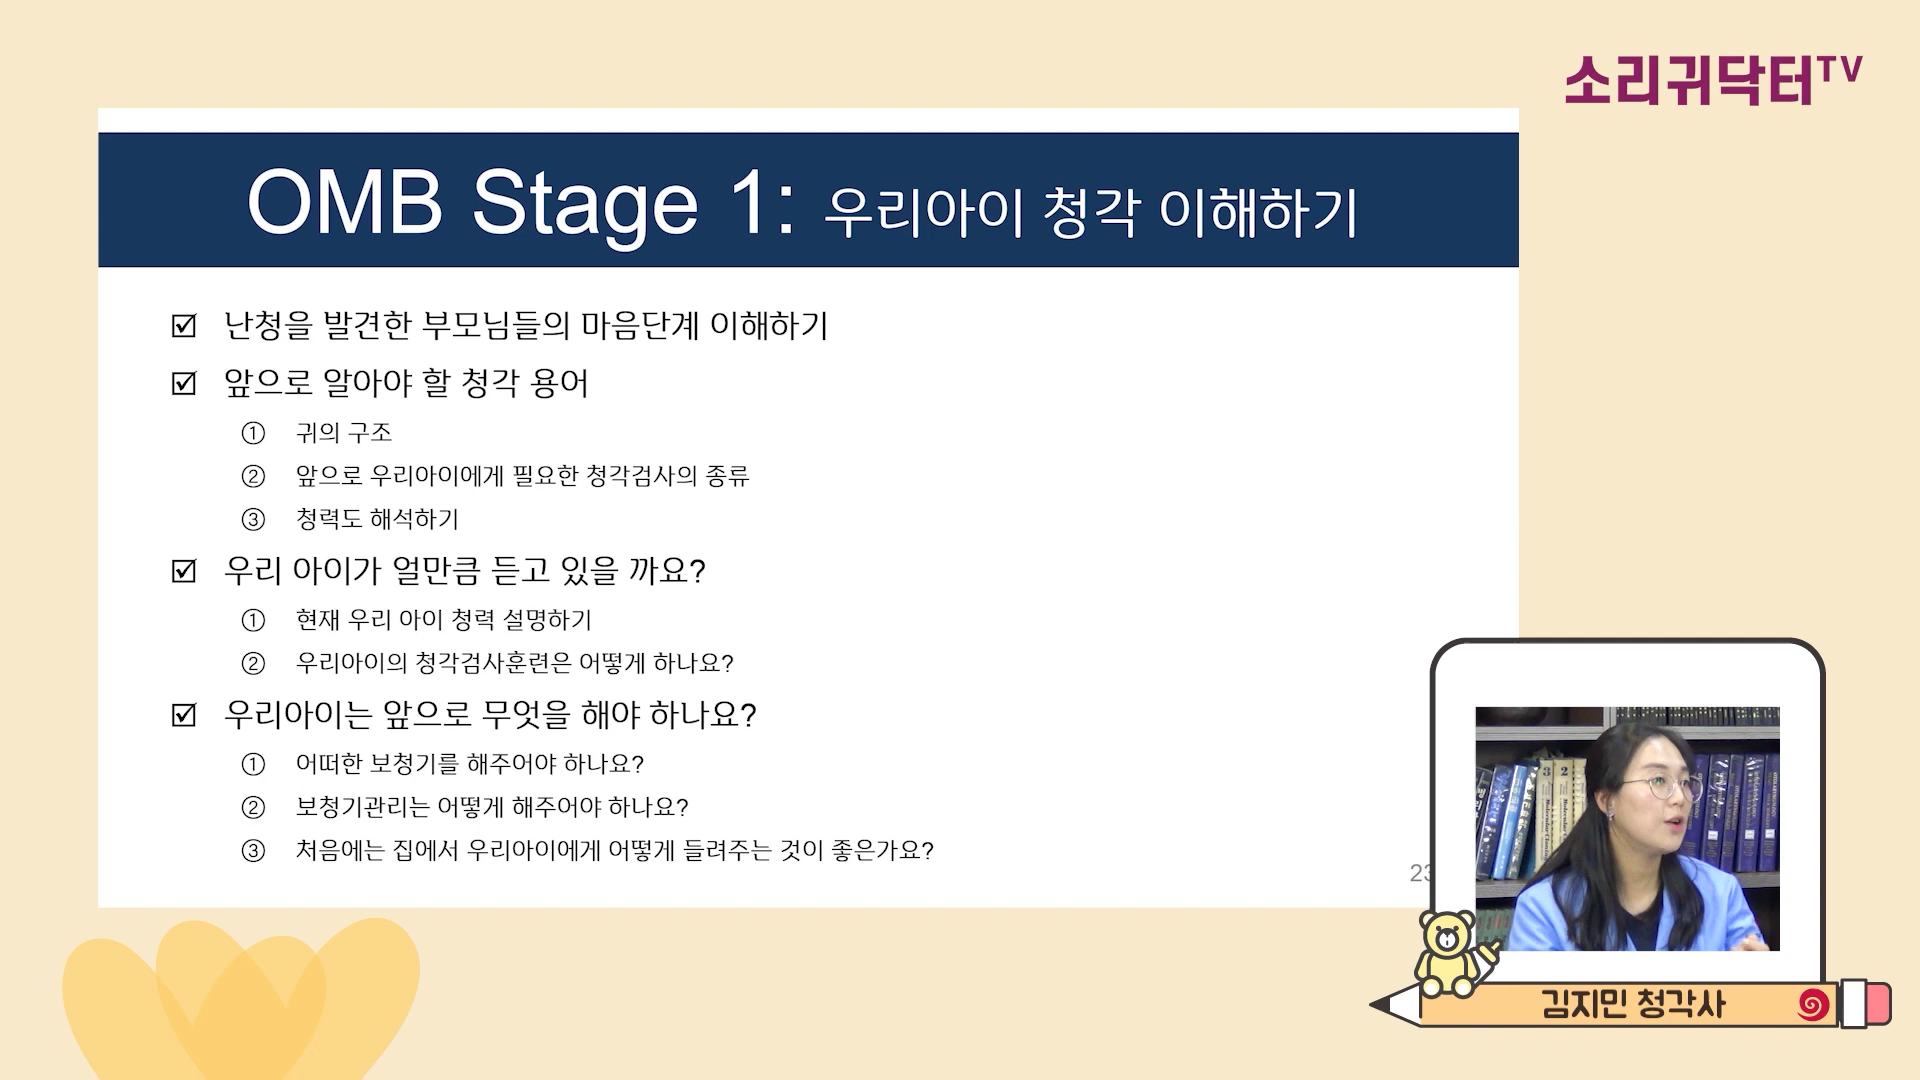 소리귀닥터TV
OMB Stage 1: 우리아이 청각 이해하기
☑ 난청을 발견한 부모님들의 마음단계 이해하기
☑ 앞으로 알아야 할 청각 용어
① 귀의 구조
② 앞으로 우리아이에게 필요한 청각검사의 종류
③ 청력도 해석하기
☑ 우리 아이가 얼만큼 듣고 있을 까요?
① 현재 우리 아이 청력 설명하기
② 우리아이의 청각검사훈련은 어떻게 하나요?
☑ 우리아이는 앞으로 무엇을 해야 하나요?
① 어떠한 보청기를 해주어야 하나요?
② 보청기관리는 어떻게 해주어야 하나요?
③ 처음에는 집에서 우리아이에게 어떻게 들려주는 것이 좋은가요?
23
3 2
김지민 청각사